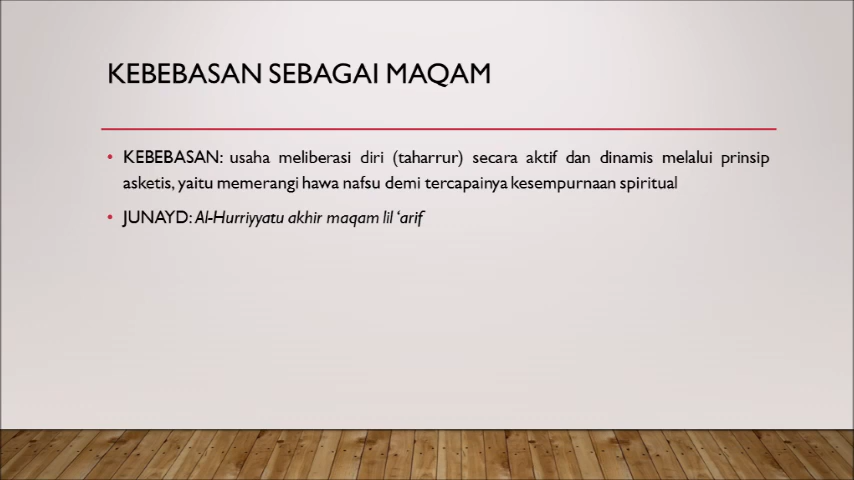 KEBEBASAN SEBAGAI MAQAM
• KEBEBASAN: usaha meliberasi diri (taharrur) secara aktif dan dinamis melalui prinsip
asketis, yaitu memerangi hawa nafsu demi tercapainya kesempurnaan spiritual
• JUNAYD: Al-Hurriyyatu akhir maqam lil ‘arif